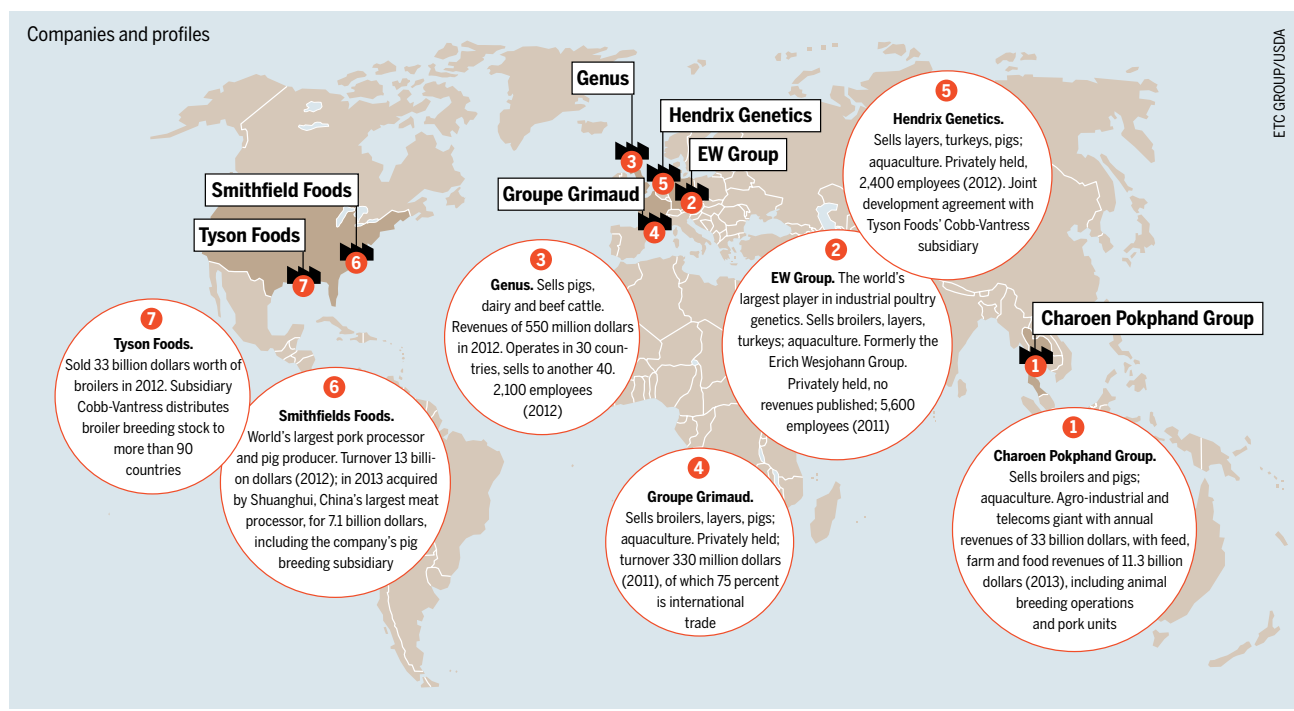 Companies and profiles
ETC GROUP/USDA
Genus
Hendrix Genetics
EW Group
Smithfield Foods
Groupe Grimaud
Tyson Foods
Charoen Pokphand Group
3
5
2
4
6
7
1
5
Hendrix Genetics.
Sells layers, turkeys, pigs;
aquaculture. Privately held,
2,400 employees (2012). Joint
development agreement with
Tyson Foods' Cobb-Vantress
subsidiary
2
EW Group. The world's
largest player in industrial poultry
genetics. Sells broilers, layers,
turkeys; aquaculture. Formerly the
Erich Wesjohann Group.
Privately held, no
revenues published; 5,600
employees (2011)
3
Genus. Sells pigs,
dairy and beef cattle.
Revenues of 550 million dollars
in 2012. Operates in 30 coun-
tries, sells to another 40.
2,100 employees
(2012)
7
Tyson Foods.
Sold 33 billion dollars worth of
broilers in 2012. Subsidiary
Cobb-Vantress distributes
broiler breeding stock to
more than 90
countries
6
Smithfields Foods.
World's largest pork processor
and pig producer. Turnover 13 billi-
on dollars (2012); in 2013 acquired
by Shuanghui, China's largest meat
processor, for 7.1 billion dollars,
including the company's pig
breeding subsidiary
4
Groupe Grimaud.
Sells broilers, layers, pigs;
aquaculture. Privately held;
turnover 330 million dollars
(2011), of which 75 percent
is international
trade
1
Charoen Pokphand Group.
Sells broilers and pigs;
aquaculture. Agro-industrial and
telecoms giant with annual
revenues of 33 billion dollars, with feed,
farm and food revenues of 11.3 billion
dollars (2013), including animal
breeding operations
and pork units